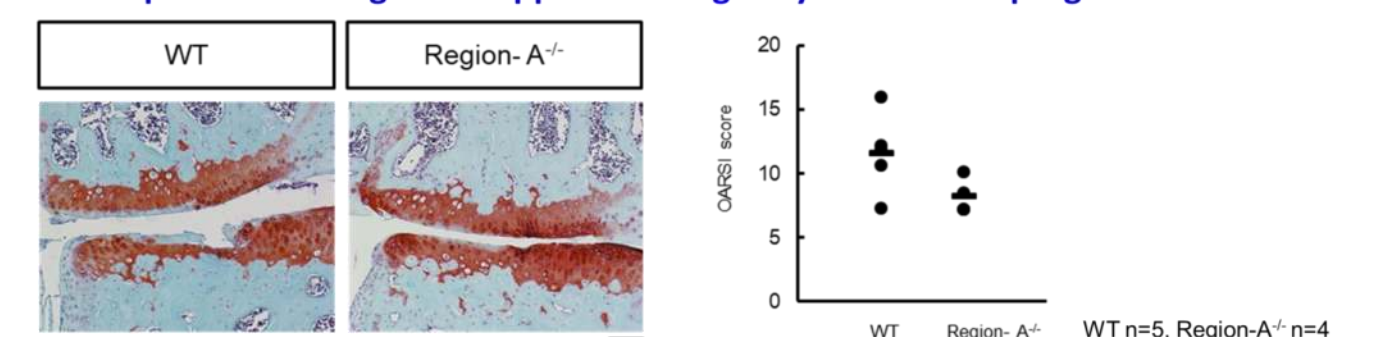 WT
Region- A-/-
20
15
10
5
0
OARSI score
WT
Region- A-/-
WT n=5, Region-A-/- n=4